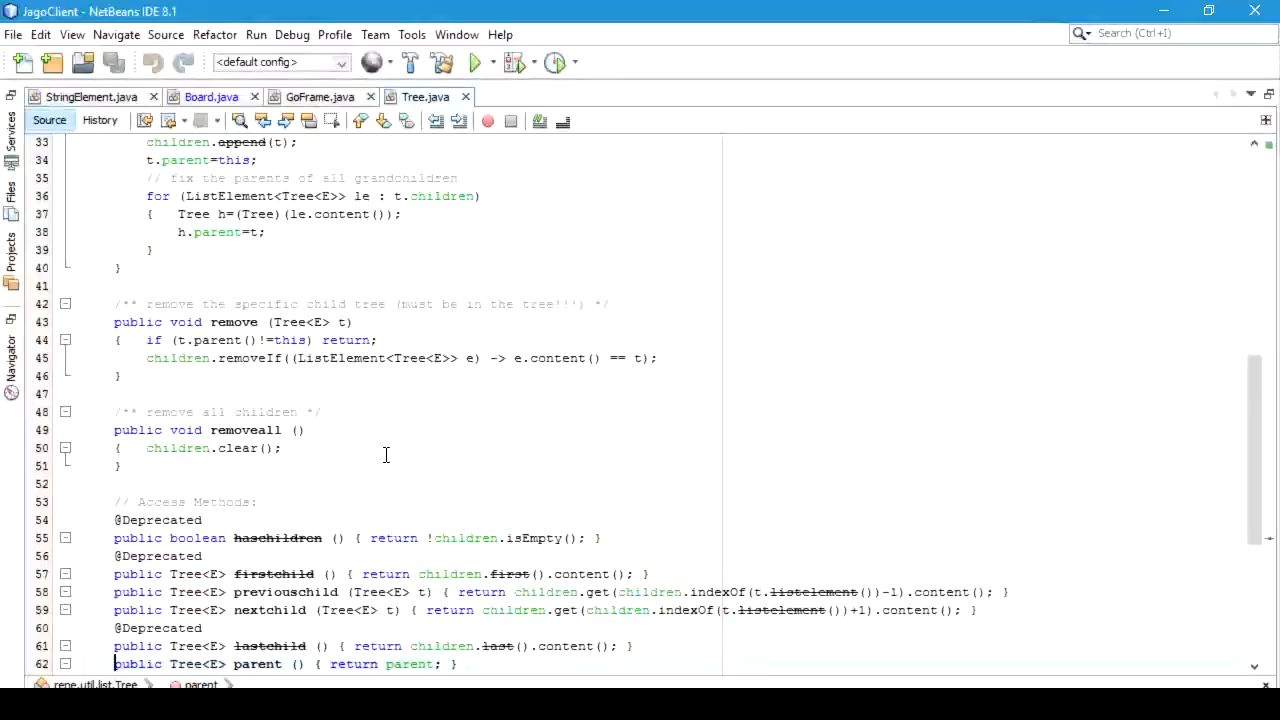 JagoClient - NetBeans IDE 8.1
File Edit View Navigate Source Refactor Run Debug Profile Team Tools Window Help
Search (Ctrl+I)
<default config>
StringElement.java Board.java GoFrame.java Tree.java
Source History
Services
Files
Projects
Navigator
33 children.append(t);
34 t.parent=this;
35 // fix the parents of all grandchildren
36 for (ListElement<Tree<E>> le : t.children)
37 { Tree h=(Tree)(le.content());
38 h.parent=t;
39 }
40 }
41
42 /** remove the specific child tree (must be in the tree!!!) */
43 public void remove (Tree<E> t)
44 { if (t.parent()!=this) return;
45 children.removeIf((ListElement<Tree<E>> e) -> e.content() == t);
46 }
47
48 /** remove all children */
49 public void removeall ()
50 { children.clear();
51 }
52
53 // Access Methods:
54 @Deprecated
55 public boolean haschildren () { return !children.isEmpty(); }
56 @Deprecated
57 public Tree<E> firstchild () { return children.first().content(); }
58 public Tree<E> previouschild (Tree<E> t) { return children.get(children.indexOf(t.listelement())-1).content(); }
59 public Tree<E> nextchild (Tree<E> t) { return children.get(children.indexOf(t.listelement())+1).content(); }
60 @Deprecated
61 public Tree<E> lastchild () { return children.last().content(); }
62 public Tree<E> parent () { return parent; }
rene.util.list.Tree parent